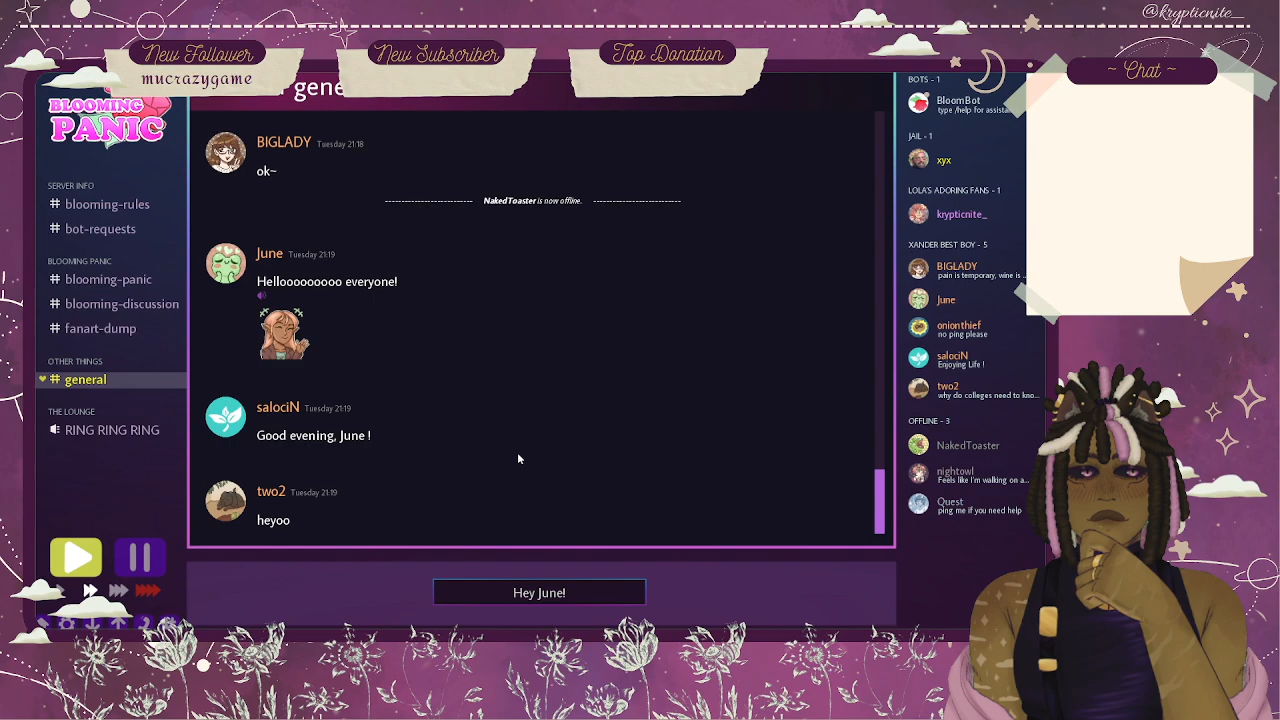 @krypticnite_
New Follower
mucrazygame
New Subscriber
Top Donation
~ Chat ~
BLOOMING
PANIC
SERVER INFO
# blooming-rules
# bot-requests
BLOOMING PANIC
# blooming-panic
# blooming-discussion
# fanart-dump
OTHER THINGS
# general
THE LOUNGE
RING RING RING
gene
BIGLADY Tuesday 21:18
ok~
NakedToaster is now offline.
June Tuesday 21:19
Hellooooooooo everyone!
salociN Tuesday 21:19
Good evening, June !
two2 Tuesday 21:19
heyoo
Hey June!
BOTS - 1
BloomBot
type /help for assista
JAIL - 1
xyx
LOLA'S ADORING FANS - 1
krypticnite_
XANDER BEST BOY - 5
BIGLADY
pain is temporary, wine is ..
June
onionthief
no ping please
salociN
Enjoying Life !
two2
why do colleges need to kno...
OFFLINE - 3
NakedToaster
nightowl
Feels like I'm walking on a...
Quest
ping me if you need help